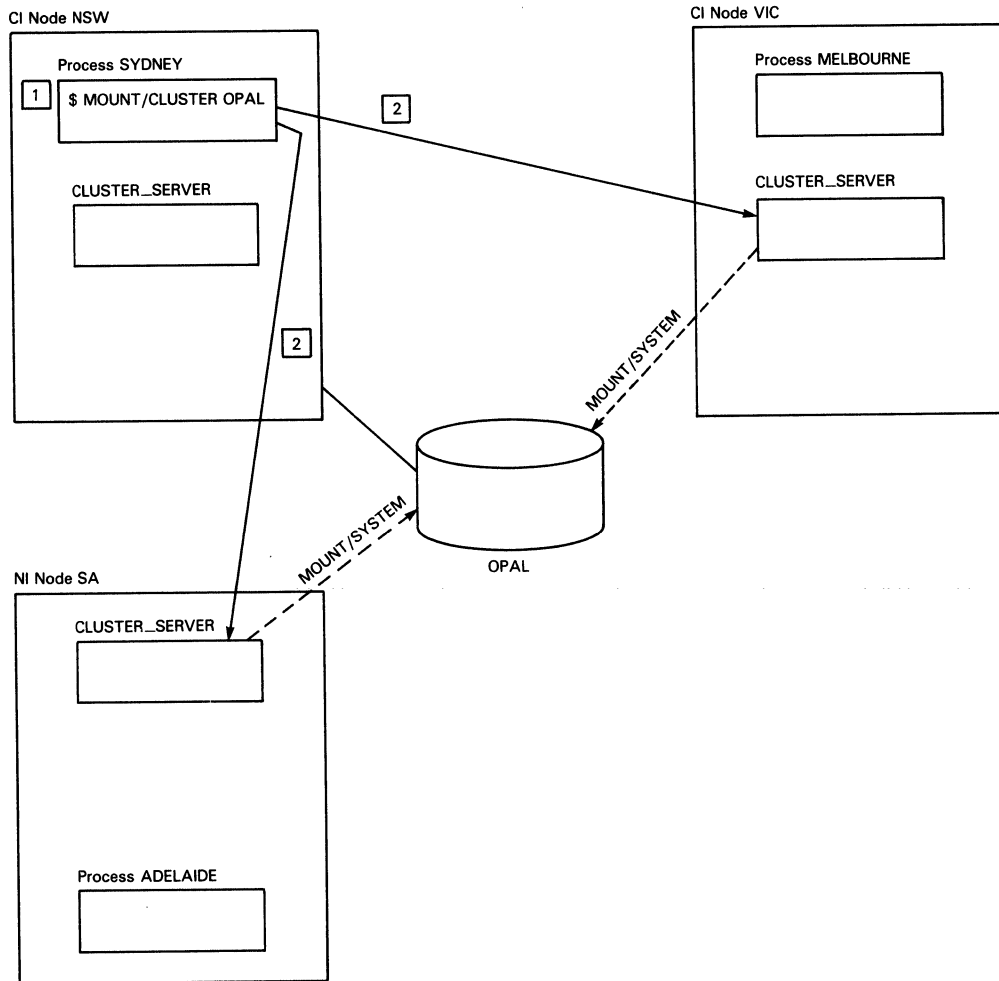 CI Node NSW
Process SYDNEY
1
$ MOUNT/CLUSTER OPAL
2
CLUSTER_SERVER
2
CI Node VIC
Process MELBOURNE
CLUSTER_SERVER
MOUNT/SYSTEM
MOUNT/SYSTEM
OPAL
NI Node SA
CLUSTER_SERVER
Process ADELAIDE